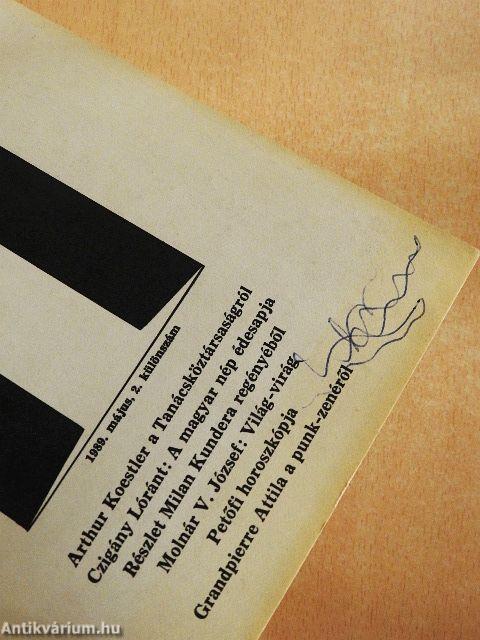 1989. május, 2. különszám
Arthur Koestler a Tanácsköztársaságról
Czigány Lóránt: A magyar nép édesapja
Részlet Milan Kundera regényéből
Molnár V. József: Világ-virág
Petőfi horoszkópja
Grandpierre Attila a punk-zenéről
Antikvárium.hu